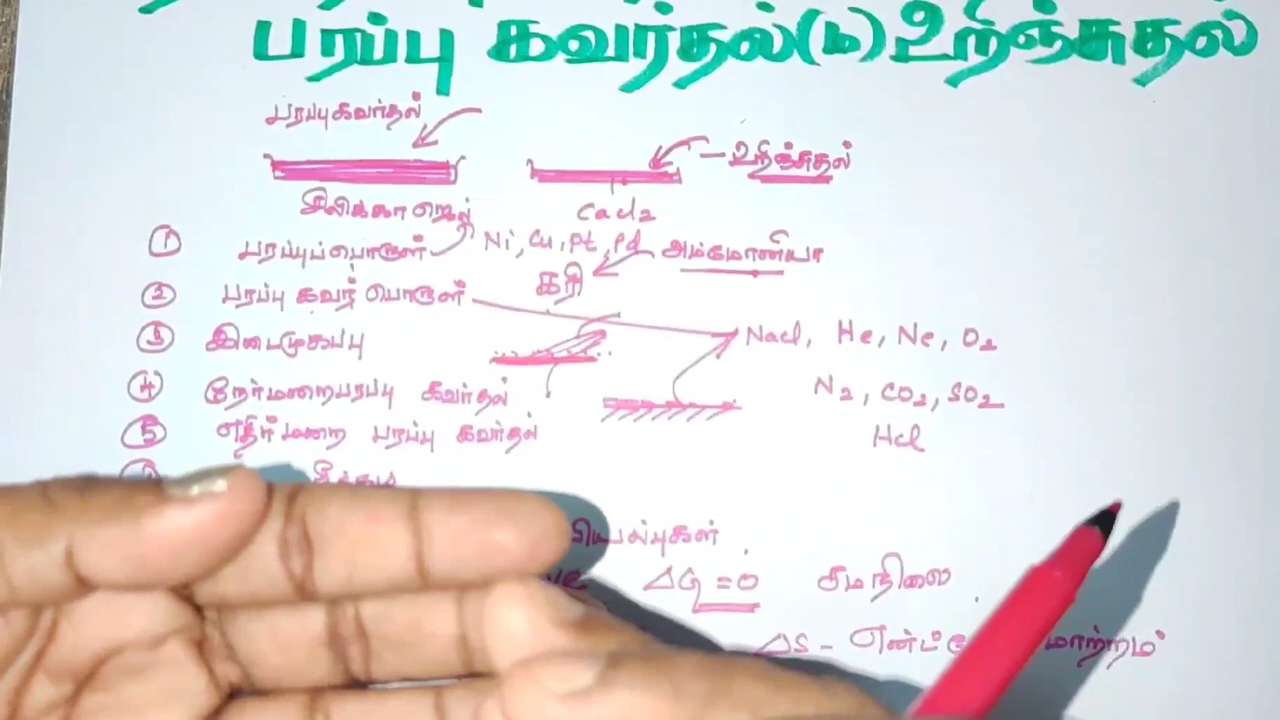 பரப்பு கவர்தல்(ம) உறிஞ்சுதல்
பரப்புகவர்தல்
உறிஞ்சுதல்
சிலிக்கா ஜெல்
CaCl2
① பரப்புப்பொருள் Ni, Cu, Pt, Pd அம்மோனியா
கரி
② பரப்பு கவர் பொருள் NaCl, He, Ne, O2
③ இடைமுகப்பு
④ நேர்மறைபரப்பு கவர்தல் N2, CO2, SO2
⑤ எதிர்மறை பரப்பு கவர்தல் HCl
நீக்கம்
ΔG = 0 சமநிலை
ΔS - மாற்றம்